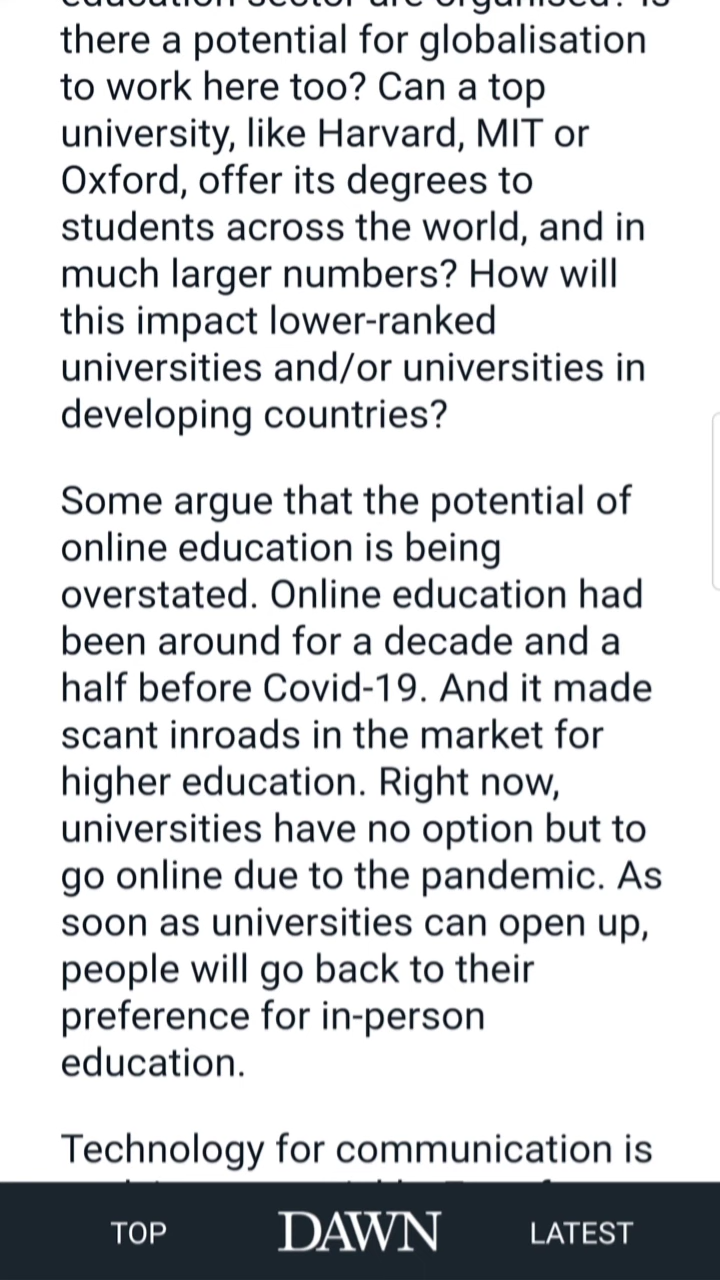 education sector are organised? Is
there a potential for globalisation
to work here too? Can a top
university, like Harvard, MIT or
Oxford, offer its degrees to
students across the world, and in
much larger numbers? How will
this impact lower-ranked
universities and/or universities in
developing countries?
Some argue that the potential of
online education is being
overstated. Online education had
been around for a decade and a
half before Covid-19. And it made
scant inroads in the market for
higher education. Right now,
universities have no option but to
go online due to the pandemic. As
soon as universities can open up,
people will go back to their
preference for in-person
education.
Technology for communication is
TOP DAWN LATEST